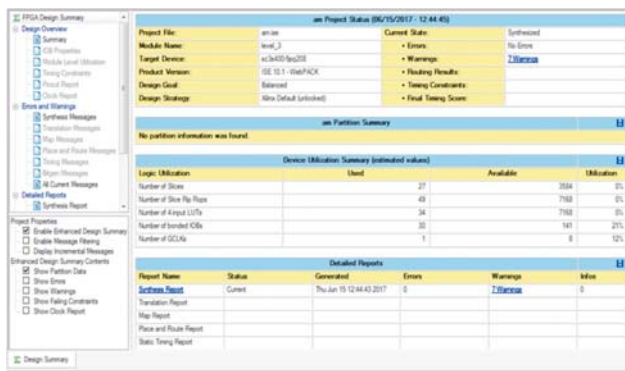 FPGA Design Summary
Design Overview
Summary
IOB Properties
Module Level Utilization
Timing Constraints
Pinout Report
Clock Report
Errors and Warnings
Synthesis Messages
Translation Messages
Map Messages
Place and Route Messages
Timing Messages
Bitgen Messages
All Current Messages
Detailed Reports
Synthesis Report
Project Properties
Enable Enhanced Design Summary
Enable Message Filtering
Display Incremental Messages
Enhanced Design Summary Contents
Show Partition Data
Show Errors
Show Warnings
Show Failing Constraints
Show Clock Report
Design Summary
am Project Status (06/15/2017 - 12:44:45)
Project File: am.ise Current State: Synthesized
Module Name: level_3 • Errors: No Errors
Target Device: xc3s400-5pq208 • Warnings: 7 Warnings
Product Version: ISE 10.1 - WebPACK • Routing Results:
Design Goal: Balanced • Timing Constraints:
Design Strategy: Xilinx Default (unlocked) • Final Timing Score:
am Partition Summary
No partition information was found.
Device Utilization Summary (estimated values)
Logic Utilization Used Available Utilization
Number of Slices 27 3584 0%
Number of Slice Flip Flops 49 7168 0%
Number of 4 input LUTs 34 7168 0%
Number of bonded IOBs 30 141 21%
Number of GCLKs 1 8 12%
Detailed Reports
Report Name Status Generated Errors Warnings Infos
Synthesis Report Current Thu Jun 15 12:44:43 2017 0 7 Warnings 0
Translation Report
Map Report
Place and Route Report
Static Timing Report